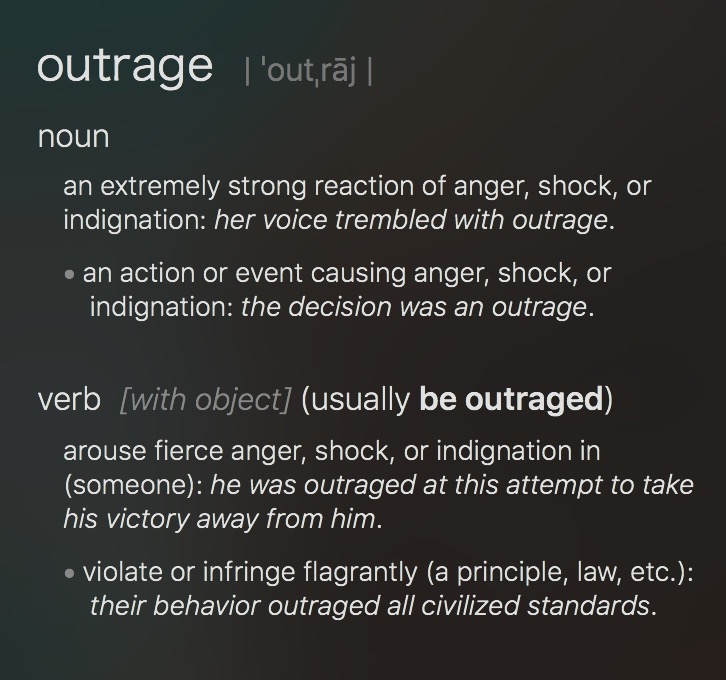 outrage | ˈoutˌrāj |
noun
an extremely strong reaction of anger, shock, or
indignation: her voice trembled with outrage.
• an action or event causing anger, shock, or
indignation: the decision was an outrage.
verb [with object] (usually be outraged)
arouse fierce anger, shock, or indignation in
(someone): he was outraged at this attempt to take
his victory away from him.
• violate or infringe flagrantly (a principle, law, etc.):
their behavior outraged all civilized standards.